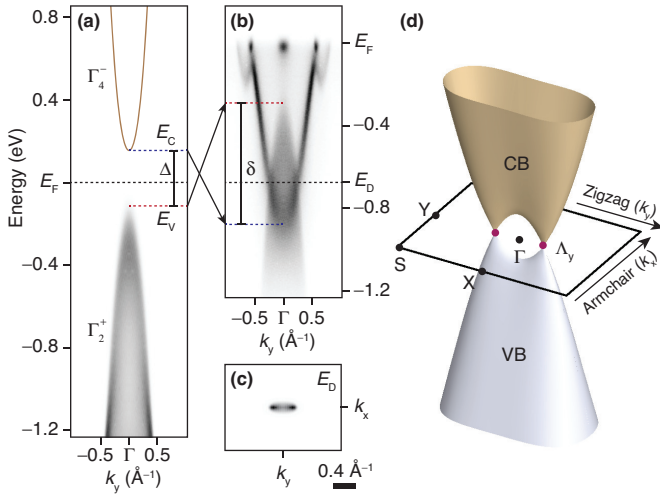 (a)
0.8
0.4
E_F
−0.4
−0.8
−1.2
Energy (eV)
Γ₄⁻
E_C
Δ
E_V
Γ₂⁺
−0.5 Γ 0.5
k_y (Å⁻¹)
(b)
E_F
−0.4
E_D
−0.8
−1.2
δ
−0.5 Γ 0.5
k_y (Å⁻¹)
(c)
E_D
k_x
k_y
0.4 Å⁻¹
(d)
CB
Zigzag (k_y)
Y
Γ
Λ_y
S
X
Armchair (k_x)
VB